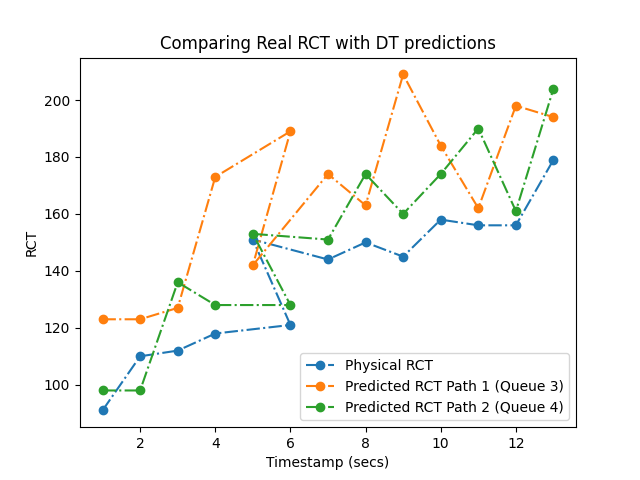 Comparing Real RCT with DT predictions
RCT
200
180
160
140
120
100
Physical RCT
Predicted RCT Path 1 (Queue 3)
Predicted RCT Path 2 (Queue 4)
2 4 6 8 10 12
Timestamp (secs)